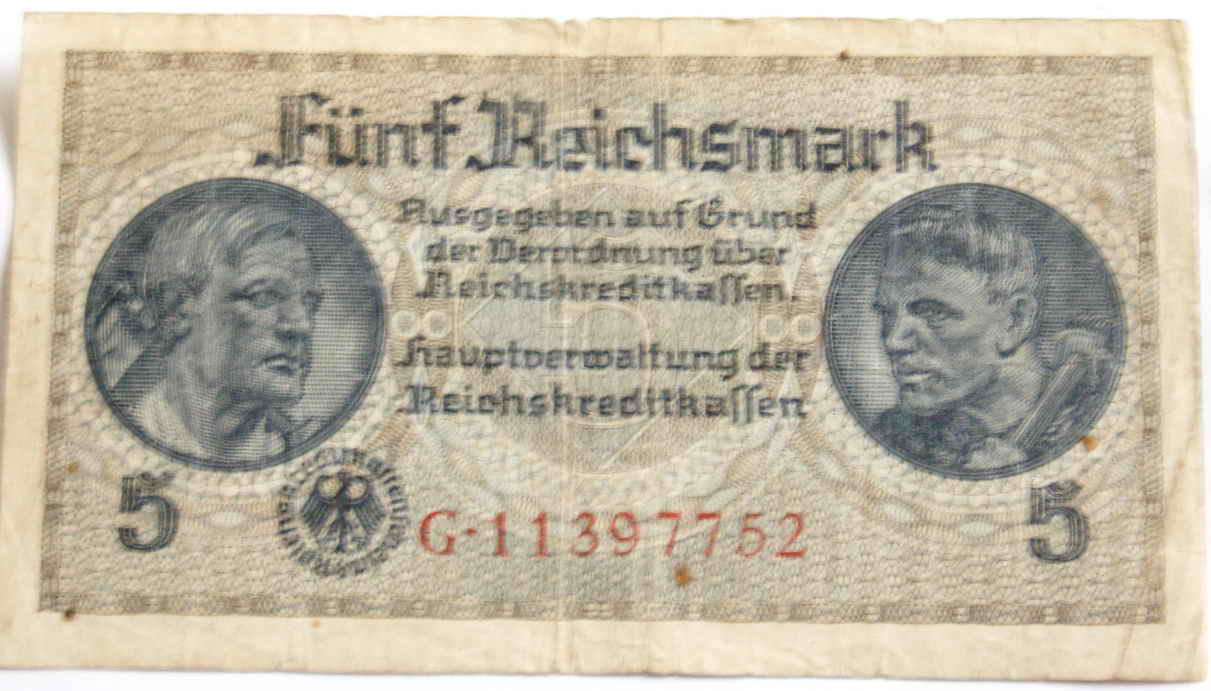 Fünf Reichsmark
Ausgegeben auf Grund
der Verordnung über
Reichskreditkassen.
Hauptverwaltung der
Reichskreditkassen
5
G·11397752
5